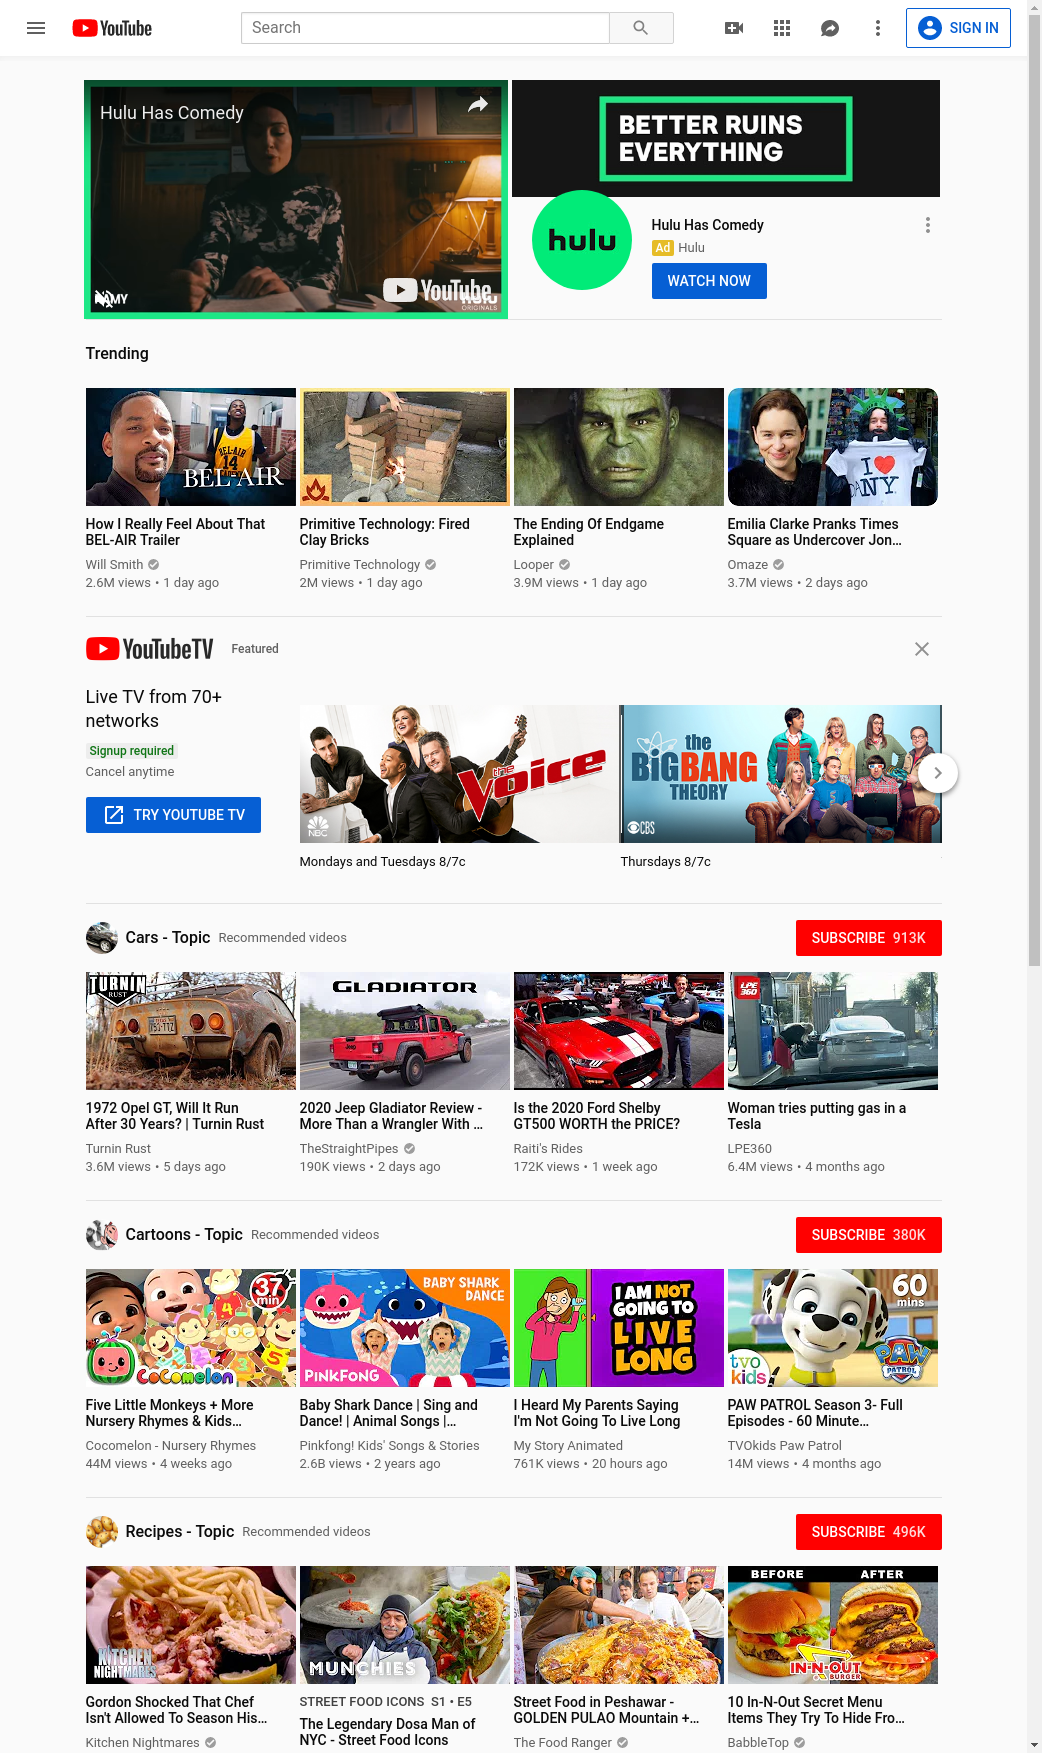 YouTube
Search
SIGN IN
Hulu Has Comedy
RAMY
YouTube
hulu
ORIGINALS
BETTER RUINS
EVERYTHING
hulu
Hulu Has Comedy
Ad Hulu
WATCH NOW
Trending
BEL-AIR
14
BEL-AIR
I
NY
How I Really Feel About That
BEL-AIR Trailer
Will Smith
2.6M views • 1 day ago
Primitive Technology: Fired
Clay Bricks
Primitive Technology
2M views • 1 day ago
The Ending Of Endgame
Explained
Looper
3.9M views • 1 day ago
Emilia Clarke Pranks Times
Square as Undercover Jon...
Omaze
3.7M views • 2 days ago
YouTubeTV Featured
Live TV from 70+
networks
Signup required
Cancel anytime
TRY YOUTUBE TV
the
Voice
NBC
Mondays and Tuesdays 8/7c
the
BIG BANG
THEORY
CBS
Thursdays 8/7c
Cars - Topic Recommended videos
SUBSCRIBE 913K
TURNIN
RUST
GLADIATOR
LPE
360
1972 Opel GT, Will It Run
After 30 Years? | Turnin Rust
Turnin Rust
3.6M views • 5 days ago
2020 Jeep Gladiator Review -
More Than a Wrangler With ...
TheStraightPipes
190K views • 2 days ago
Is the 2020 Ford Shelby
GT500 WORTH the PRICE?
Raiti's Rides
172K views • 1 week ago
Woman tries putting gas in a
Tesla
LPE360
6.4M views • 4 months ago
Cartoons - Topic Recommended videos
SUBSCRIBE 380K
37
min
4
3
5
CoComelon
BABY SHARK
DANCE
PINKFONG
I AM NOT
GOING TO
LIVE
LONG
60
mins
tvo
kids
PAW
PATROL
Five Little Monkeys + More
Nursery Rhymes & Kids...
Cocomelon - Nursery Rhymes
44M views • 4 weeks ago
Baby Shark Dance | Sing and
Dance! | Animal Songs |...
Pinkfong! Kids' Songs & Stories
2.6B views • 2 years ago
I Heard My Parents Saying
I'm Not Going To Live Long
My Story Animated
761K views • 20 hours ago
PAW PATROL Season 3- Full
Episodes - 60 Minute...
TVOkids Paw Patrol
14M views • 4 months ago
Recipes - Topic Recommended videos
SUBSCRIBE 496K
KITCHEN
NIGHTMARES
MUNCHIES
BEFORE
AFTER
IN-N-OUT
BURGER
Gordon Shocked That Chef
Isn't Allowed To Season His...
Kitchen Nightmares
STREET FOOD ICONS S1 • E5
The Legendary Dosa Man of
NYC - Street Food Icons
Street Food in Peshawar -
GOLDEN PULAO Mountain +...
The Food Ranger
10 In-N-Out Secret Menu
Items They Try To Hide Fro...
BabbleTop